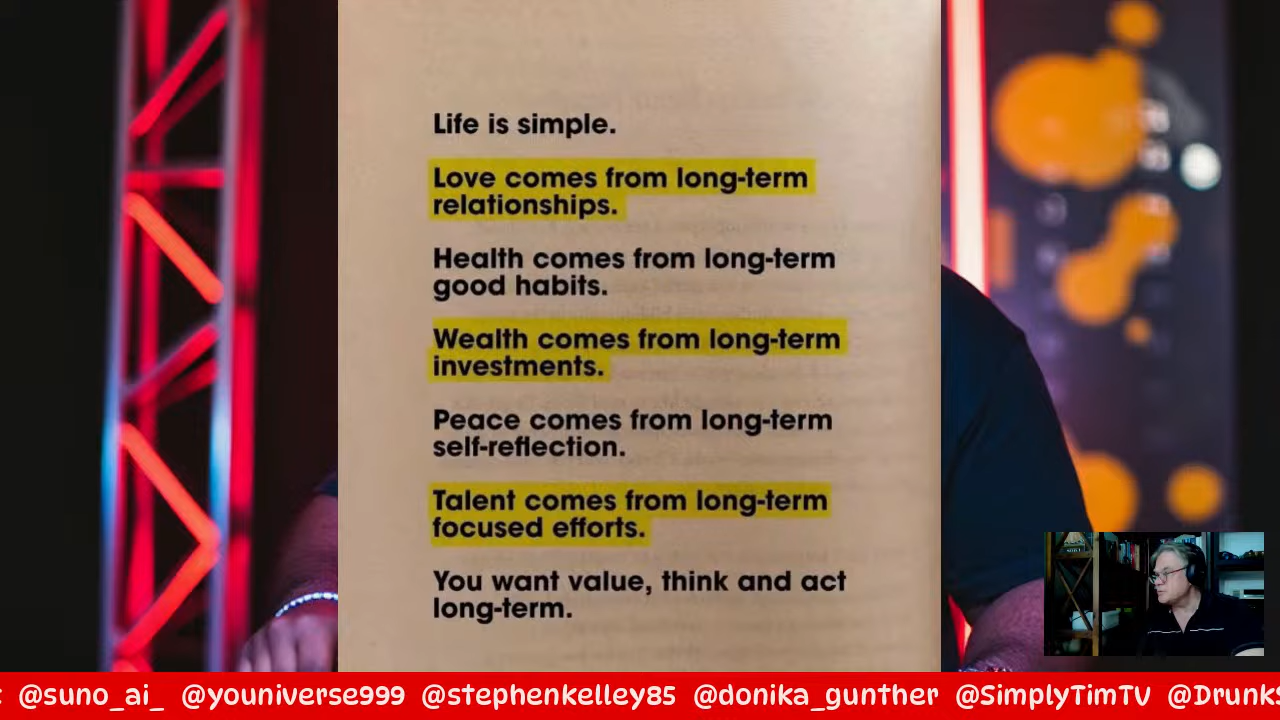 Life is simple.
Love comes from long-term
relationships.
Health comes from long-term
good habits.
Wealth comes from long-term
investments.
Peace comes from long-term
self-reflection.
Talent comes from long-term
focused efforts.
You want value, think and act
long-term.
: @suno_ai_ @youniverse999 @stephenkelley85 @donika_gunther @SimplyTimTV @DrunkS